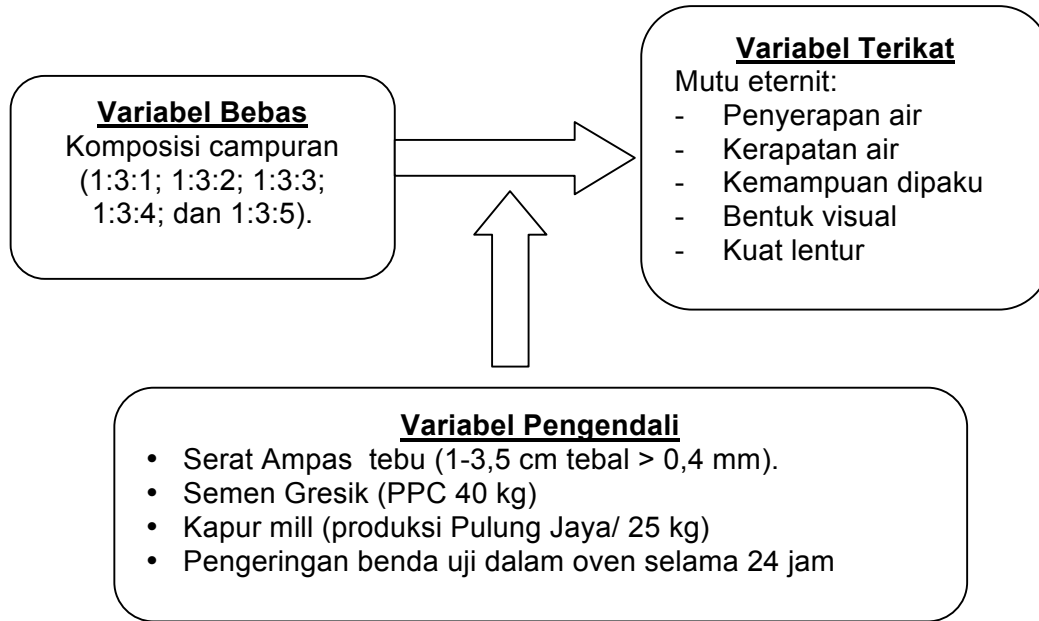 Variabel Bebas
Komposisi campuran
(1:3:1; 1:3:2; 1:3:3;
1:3:4; dan 1:3:5).
Variabel Terikat
Mutu eternit:
- Penyerapan air
- Kerapatan air
- Kemampuan dipaku
- Bentuk visual
- Kuat lentur
Variabel Pengendali
• Serat Ampas tebu (1-3,5 cm tebal > 0,4 mm).
• Semen Gresik (PPC 40 kg)
• Kapur mill (produksi Pulung Jaya/ 25 kg)
• Pengeringan benda uji dalam oven selama 24 jam